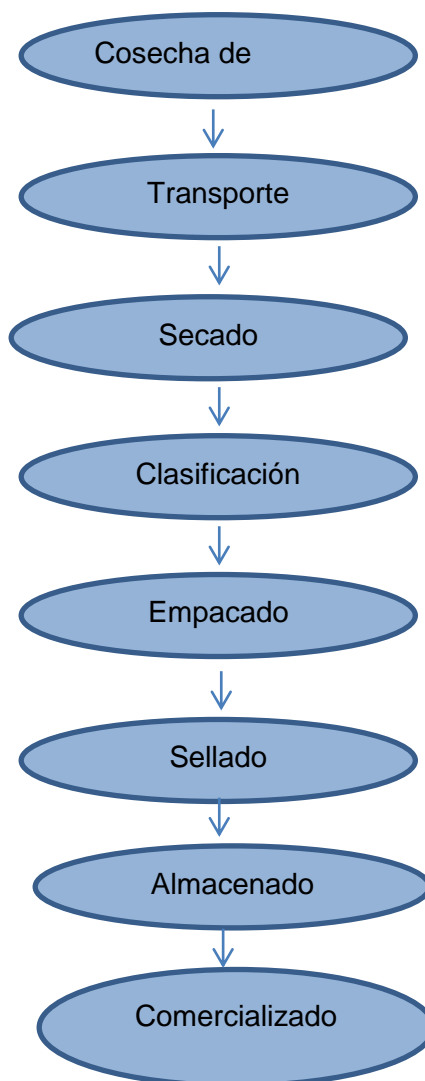 Cosecha de
Transporte
Secado
Clasificación
Empacado
Sellado
Almacenado
Comercializado